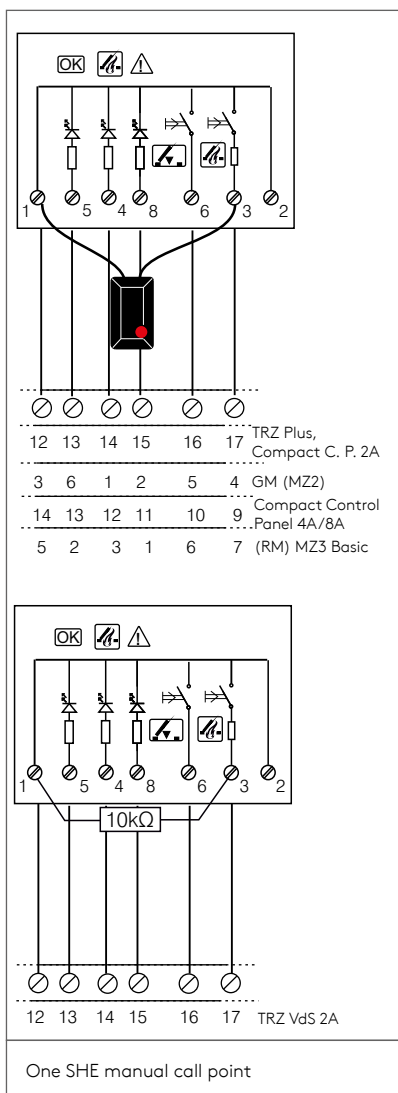 OK
1 5 4 8 6 3 2
12 13 14 15 16 17 TRZ Plus,
Compact C. P. 2A
3 6 1 2 5 4 GM (MZ2)
14 13 12 11 10 9 Compact Control
Panel 4A/8A
5 2 3 1 6 7 (RM) MZ3 Basic
OK
1 5 4 8 6 3 2
10kΩ
12 13 14 15 16 17 TRZ VdS 2A
One SHE manual call point